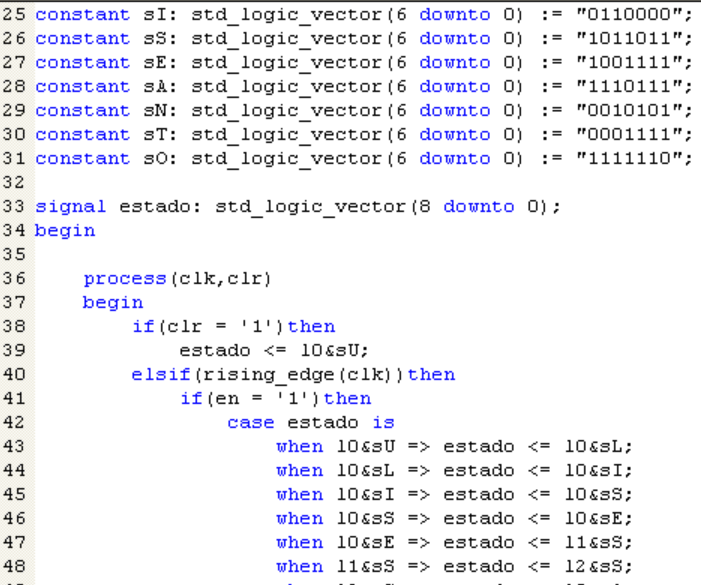 25 constant sI: std_logic_vector(6 downto 0) := "0110000";
26 constant sS: std_logic_vector(6 downto 0) := "1011011";
27 constant sE: std_logic_vector(6 downto 0) := "1001111";
28 constant sA: std_logic_vector(6 downto 0) := "1110111";
29 constant sN: std_logic_vector(6 downto 0) := "0010101";
30 constant sT: std_logic_vector(6 downto 0) := "0001111";
31 constant sO: std_logic_vector(6 downto 0) := "1111110";
32
33 signal estado: std_logic_vector(8 downto 0);
34 begin
35
36 process(clk,clr)
37 begin
38 if(clr = '1')then
39 estado <= l0&sU;
40 elsif(rising_edge(clk))then
41 if(en = '1')then
42 case estado is
43 when l0&sU => estado <= l0&sL;
44 when l0&sL => estado <= l0&sI;
45 when l0&sI => estado <= l0&sS;
46 when l0&sS => estado <= l0&sE;
47 when l0&sE => estado <= l1&sS;
48 when l1&sS => estado <= l2&sS;